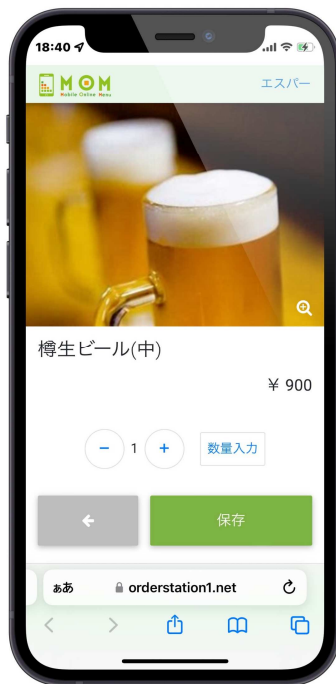 18:40
MOM
Mobile Online Menu
エスパー
樽生ビール(中)
￥ 900
− 1 +
数量入力
保存
ぁあ
orderstation1.net